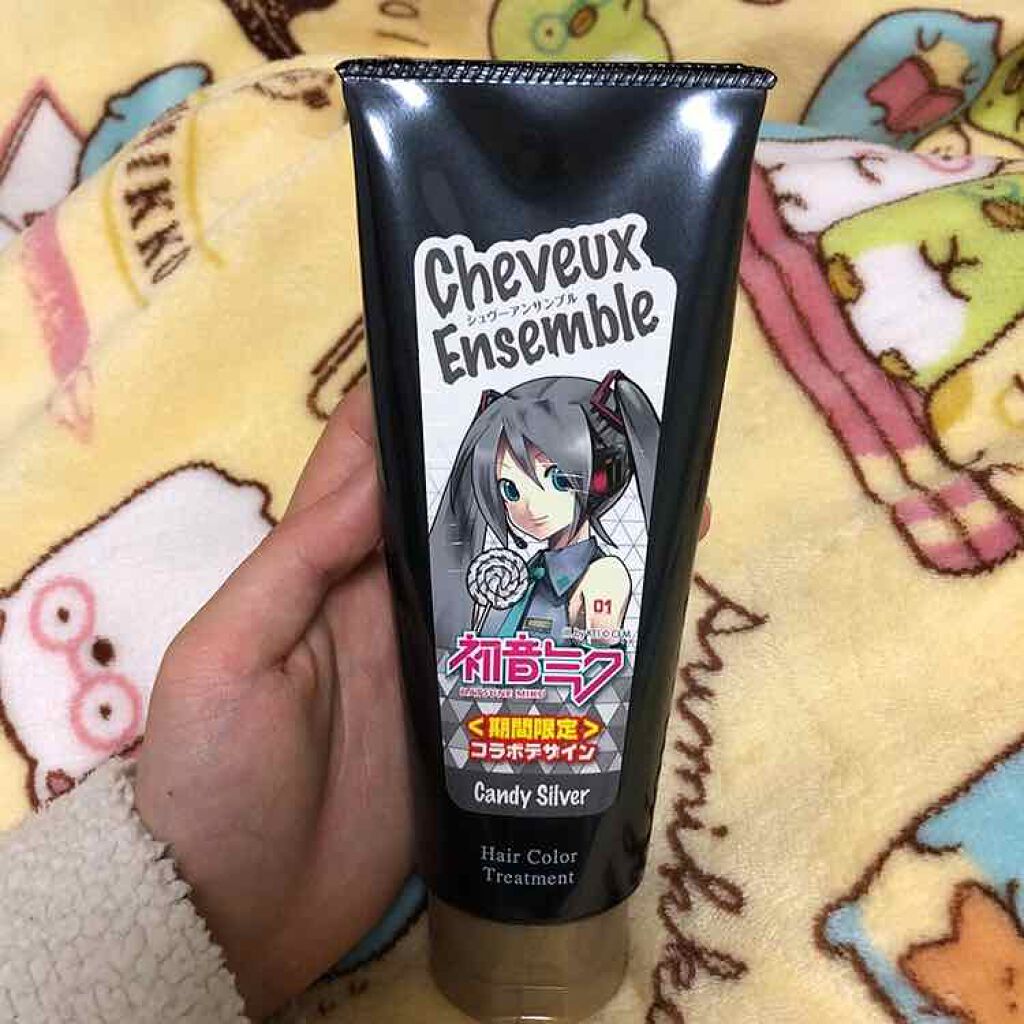 Cheveux
シュヴーアンサンブル
Ensemble
01
初音ミク
HATSUNE MIKU
<期間限定>
コラボデザイン
Candy Silver
Hair Color
Treatment